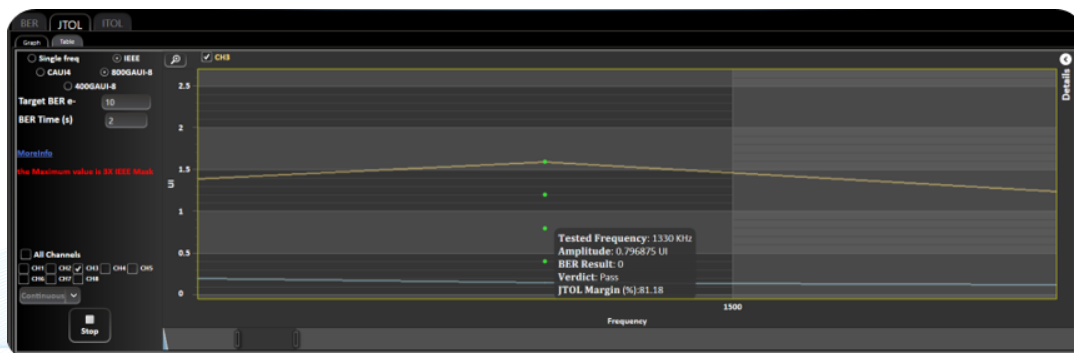 BER JTOL ITOL
Graph Table
Single freq IEEE
CAUI4 800GAUI-8
400GAUI-8
Target BER e- 10
BER Time (s) 2
MoreInfo
the Maximum value is 3X IEEE Mask
All Channels
CH1 CH2 CH3 CH4 CH5
CH6 CH7 CH8
Continuous
Stop
CH3
Details
2.5
2
1.5
UI
1
0.5
0
Tested Frequency: 1330 KHz
Amplitude: 0.796875 UI
BER Result: 0
Verdict: Pass
JTOL Margin (%):81.18
1500
Frequency